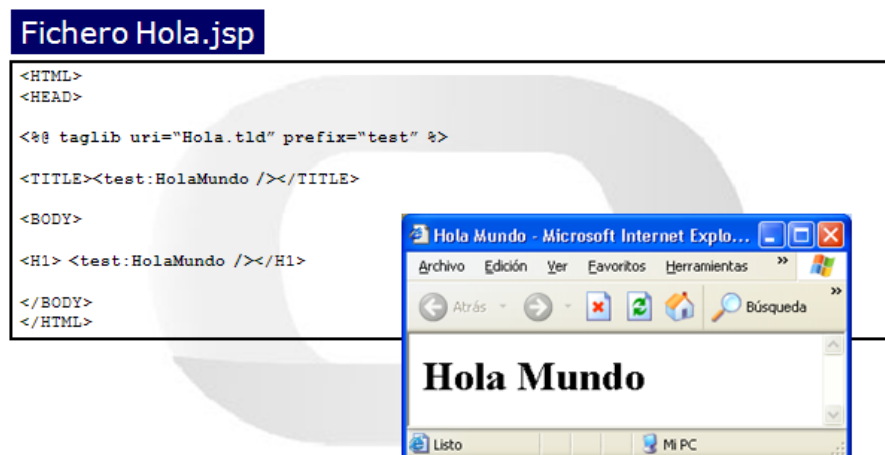 Fichero Hola.jsp
<HTML>
<HEAD>
<%@ taglib uri=“Hola.tld” prefix=“test” %>
<TITLE><test:HolaMundo /></TITLE>
<BODY>
<H1> <test:HolaMundo /></H1>
</BODY>
</HTML>
Hola Mundo - Microsoft Internet Explo...
Archivo Edición Ver Favoritos Herramientas »
Atrás Búsqueda »
Hola Mundo
Listo Mi PC